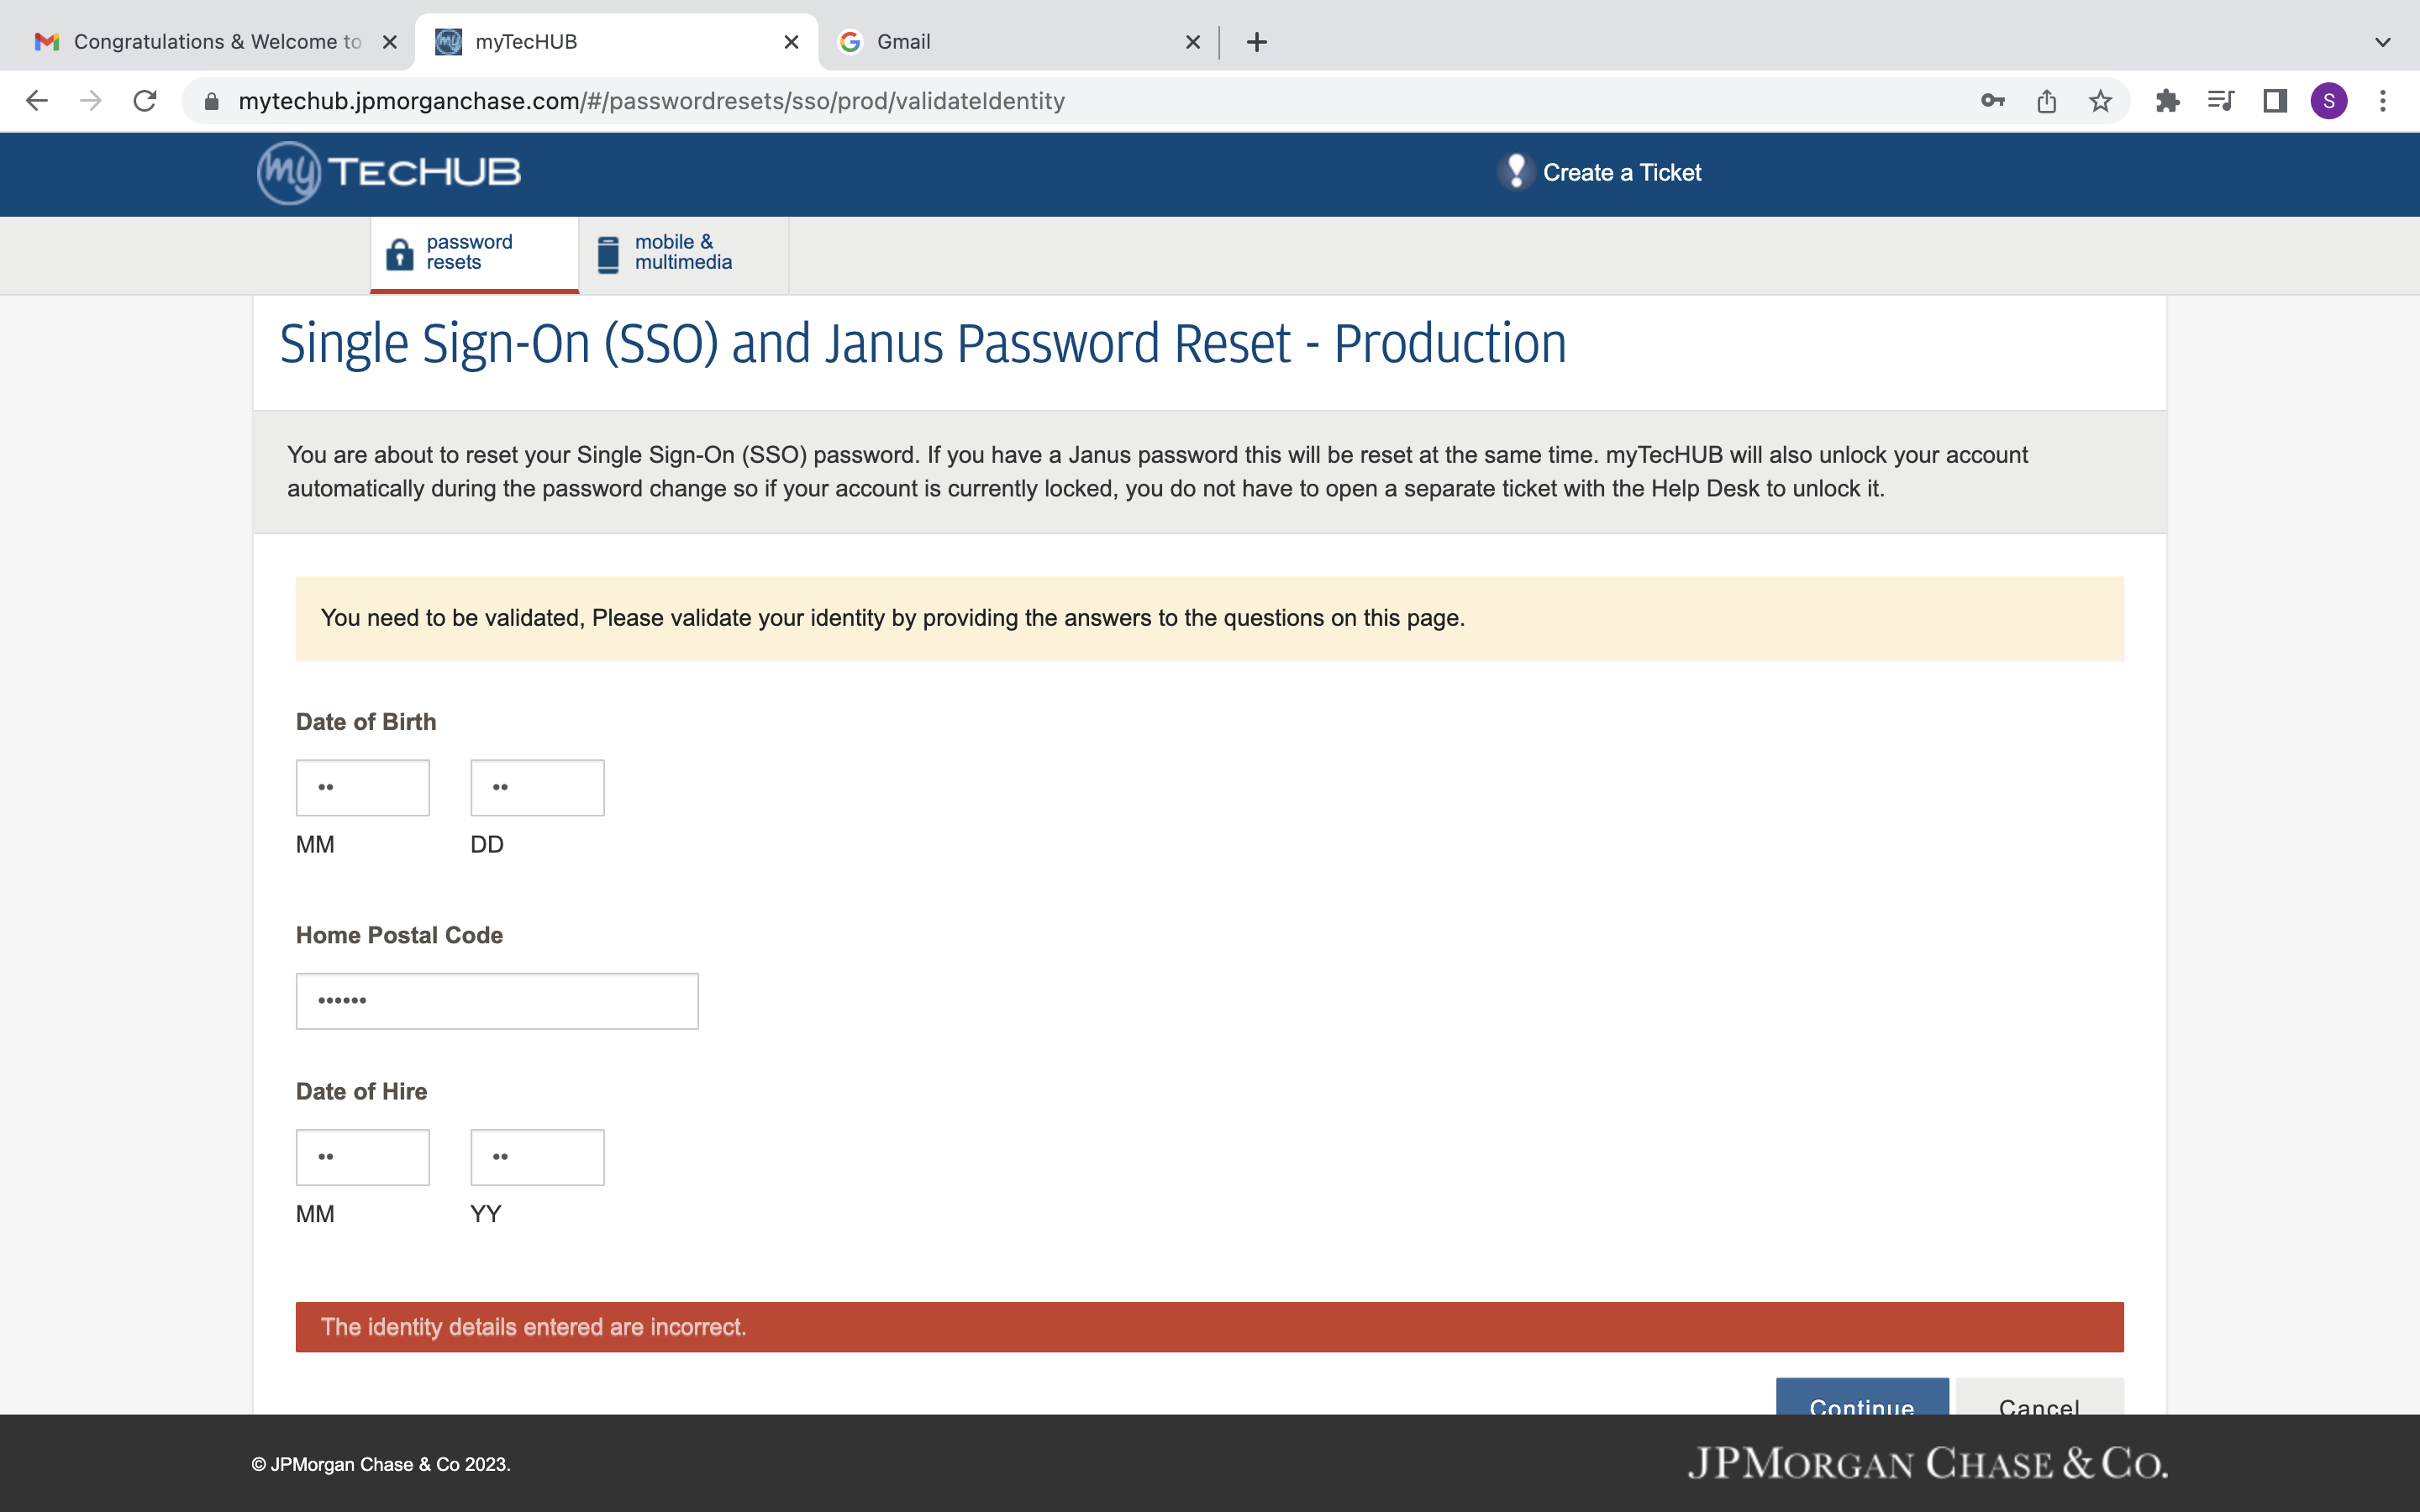 Congratulations & Welcome to
myTecHUB
Gmail
mytechub.jpmorganchase.com/#/passwordresets/sso/prod/validateIdentity
S
my TECHUB
Create a Ticket
password
resets
mobile &
multimedia
Single Sign-On (SSO) and Janus Password Reset - Production
You are about to reset your Single Sign-On (SSO) password. If you have a Janus password this will be reset at the same time. myTecHUB will also unlock your account
automatically during the password change so if your account is currently locked, you do not have to open a separate ticket with the Help Desk to unlock it.
You need to be validated, Please validate your identity by providing the answers to the questions on this page.
Date of Birth
MM DD
Home Postal Code
Date of Hire
MM YY
The identity details entered are incorrect.
Continue Cancel
© JPMorgan Chase & Co 2023.
JPMORGAN CHASE & CO.